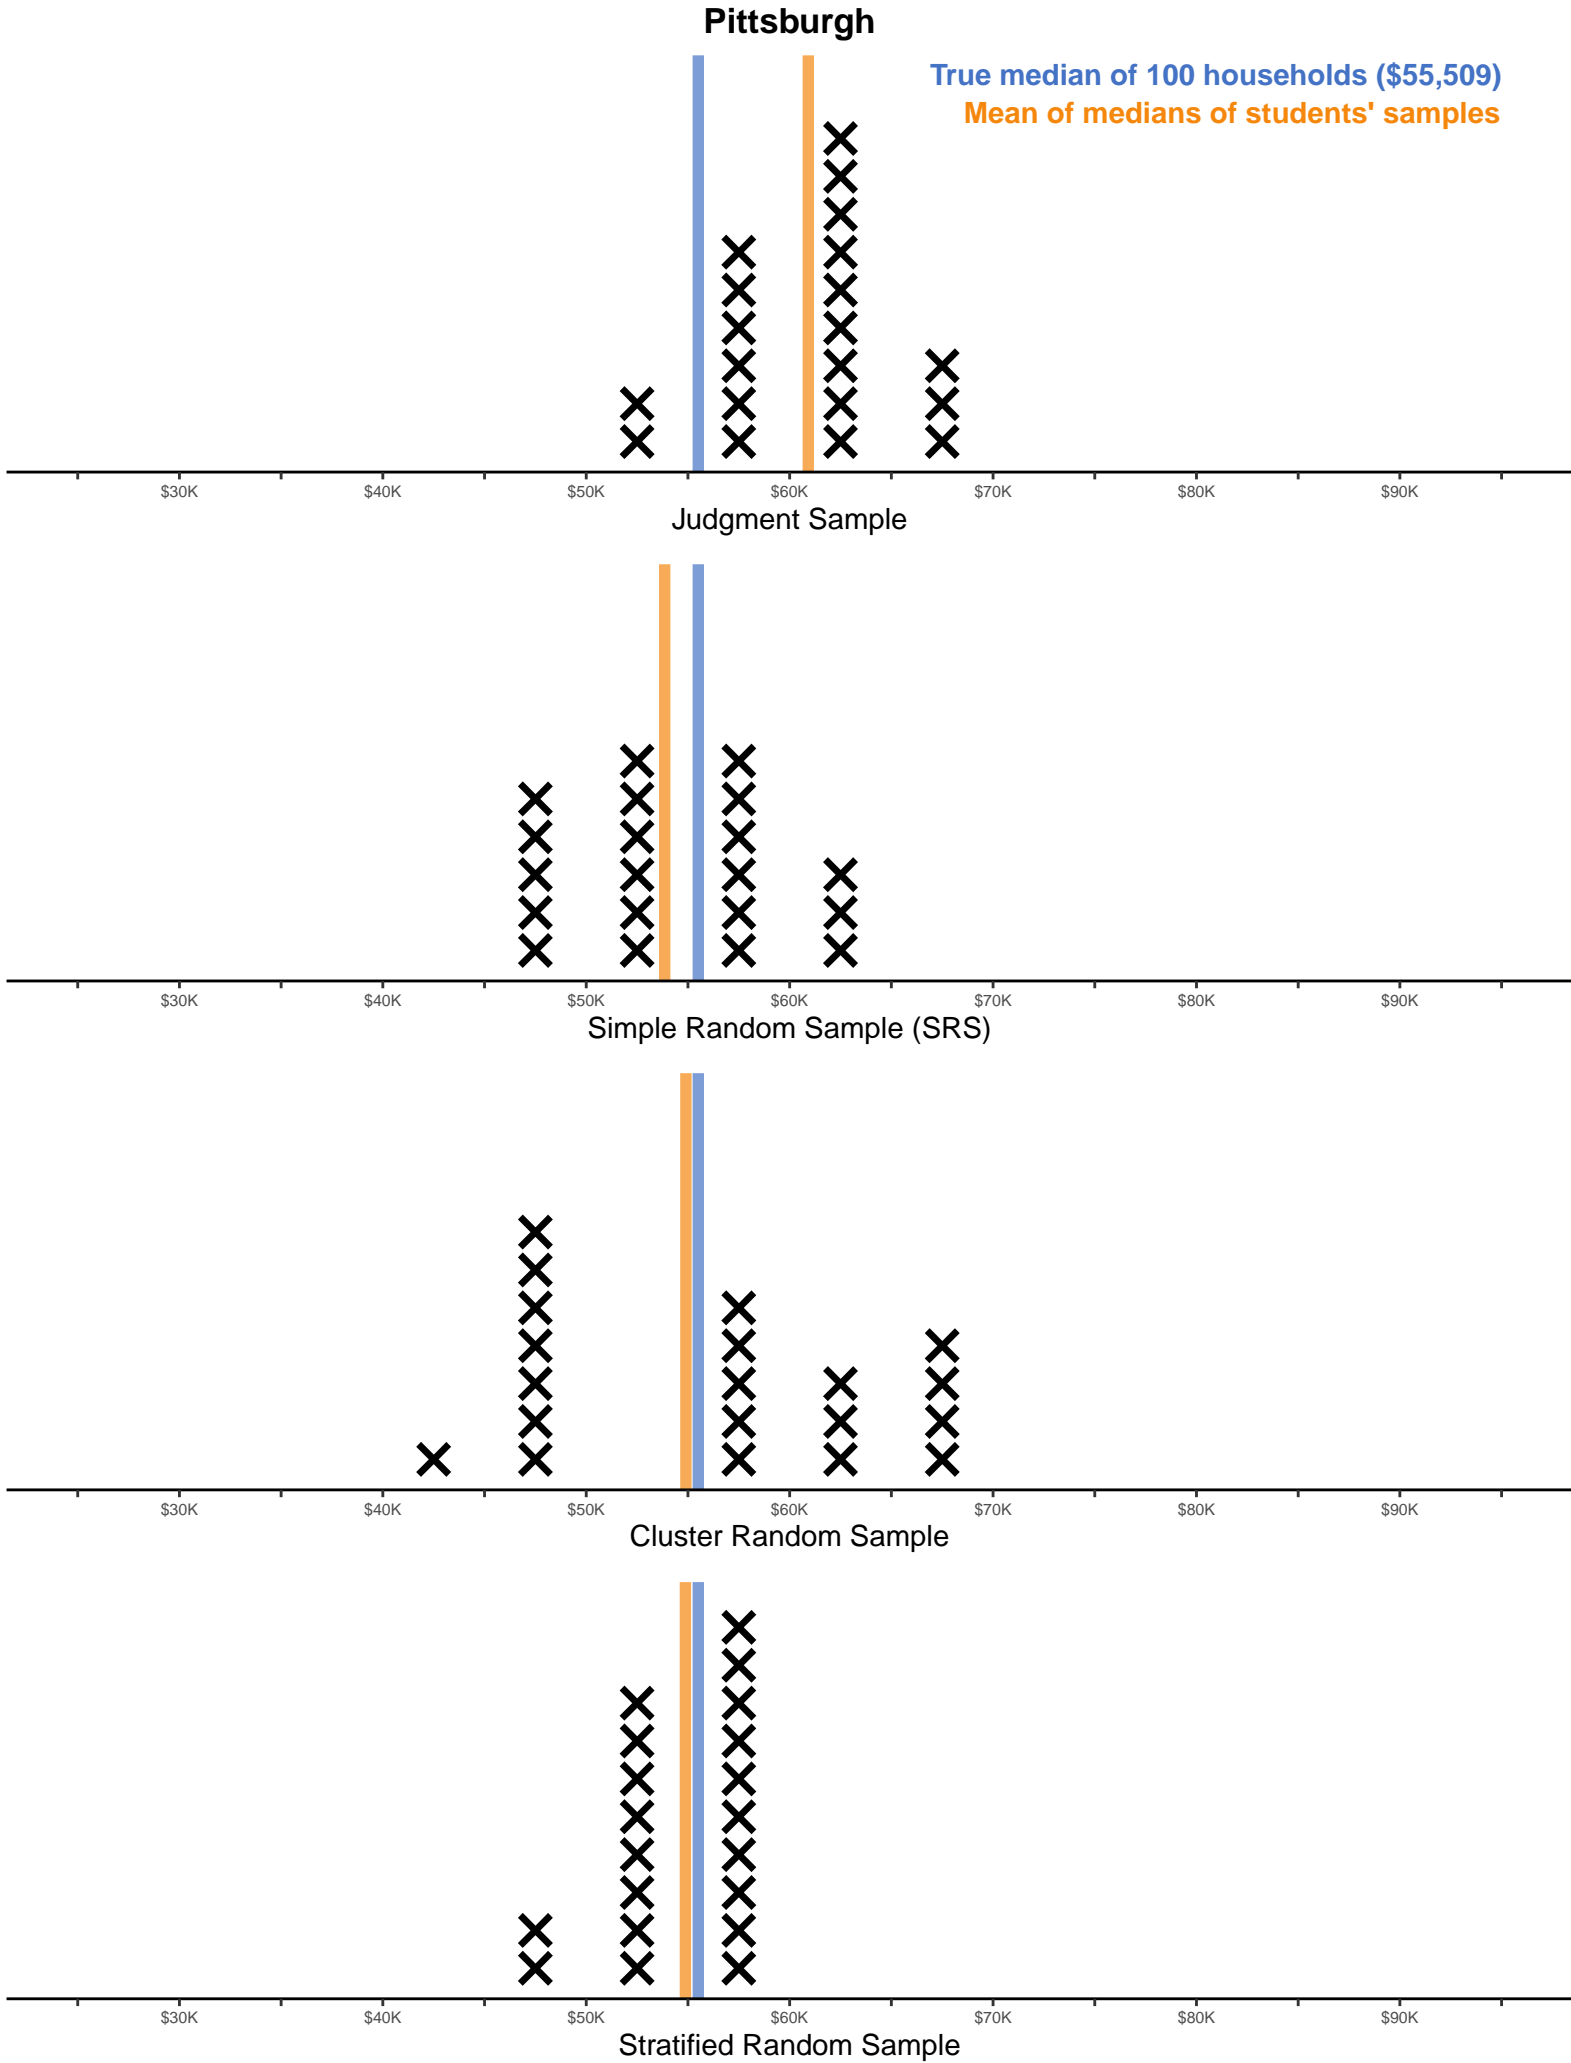 Pittsburgh
True median of 100 households ($55,509)
Mean of medians of students' samples
$30K $40K $50K $60K $70K $80K $90K
Judgment Sample
$30K $40K $50K $60K $70K $80K $90K
Simple Random Sample (SRS)
$30K $40K $50K $60K $70K $80K $90K
Cluster Random Sample
$30K $40K $50K $60K $70K $80K $90K
Stratified Random Sample